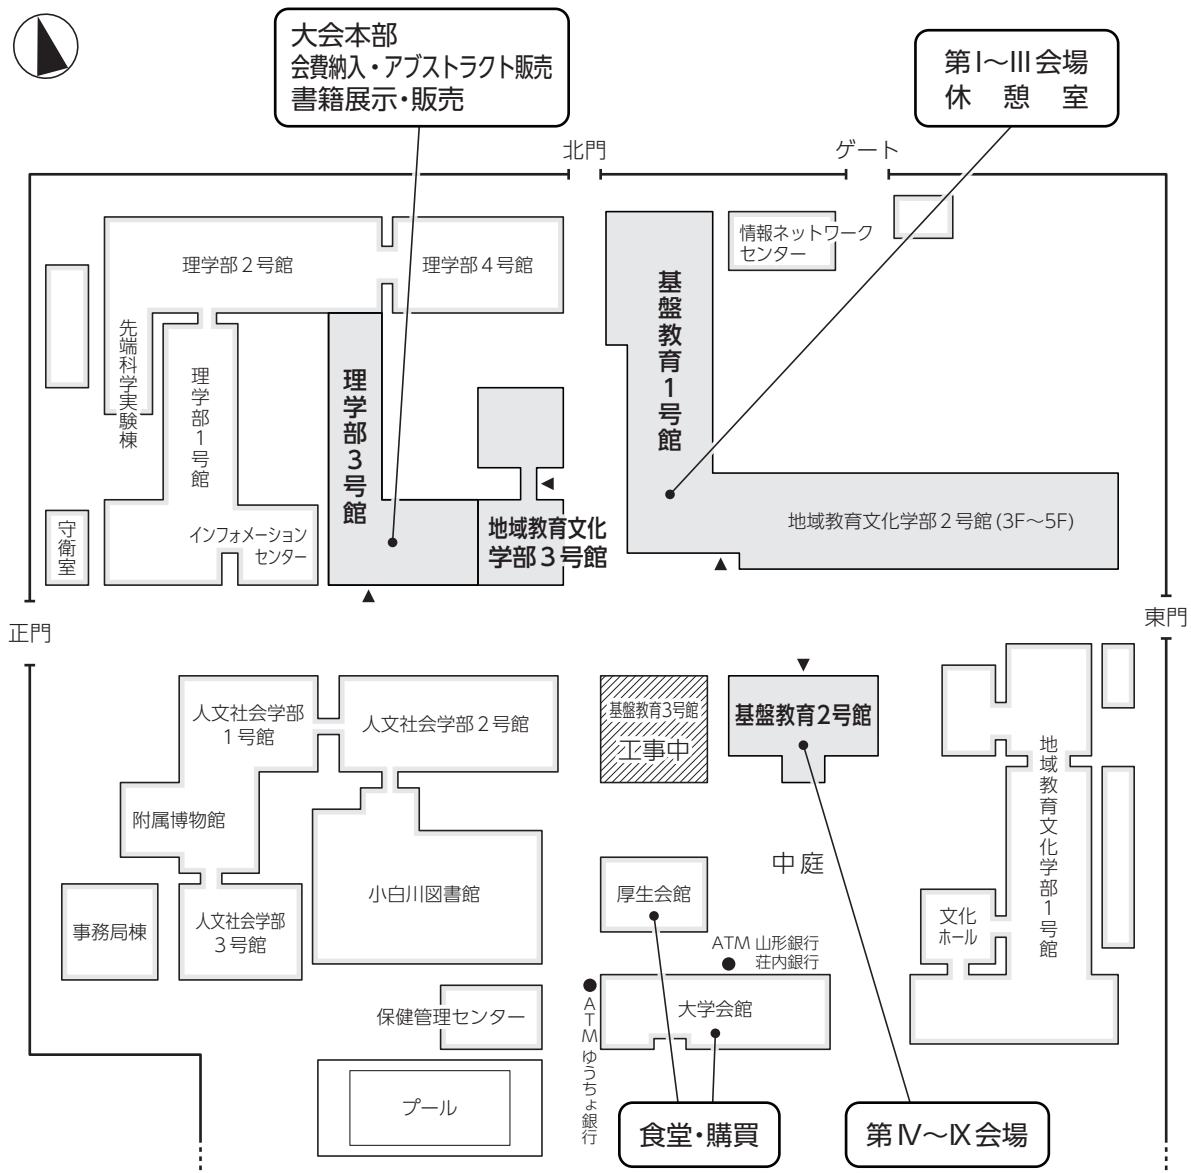 大会本部
会費納入・アブストラクト販売
書籍展示・販売
第I〜III会場
休憩室
北門
ゲート
理学部2号館
理学部4号館
情報ネットワーク
センター
基盤教育1号館
先端科学実験棟
理学部1号館
理学部3号館
守衛室
インフォメーション
センター
地域教育文化
学部3号館
地域教育文化学部2号館(3F〜5F)
正門
東門
人文社会学部
1号館
人文社会学部2号館
基盤教育3号館
工事中
基盤教育2号館
地域教育文化学部1号館
附属博物館
中庭
事務局棟
人文社会学部
3号館
小白川図書館
厚生会館
文化
ホール
ATM 山形銀行
荘内銀行
保健管理センター
ATMゆうちょ銀行
大学会館
プール
食堂・購買
第Ⅳ〜Ⅸ会場